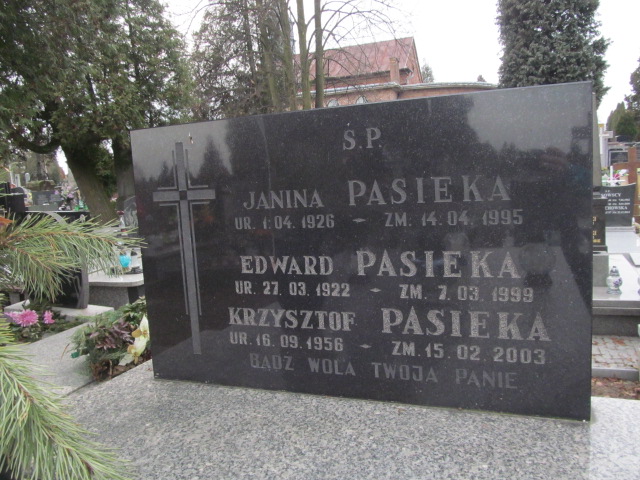 Ś.P.
JANINA PASIEKA
UR. 1.04.1926 - ZM. 14.04.1995
EDWARD PASIEKA
UR. 27.03.1922 - ZM. 7.03.1999
KRZYSZTOF PASIEKA
UR. 16.09.1956 - ZM. 15.02.2003
BĄDŹ WOLA TWOJA PANIE